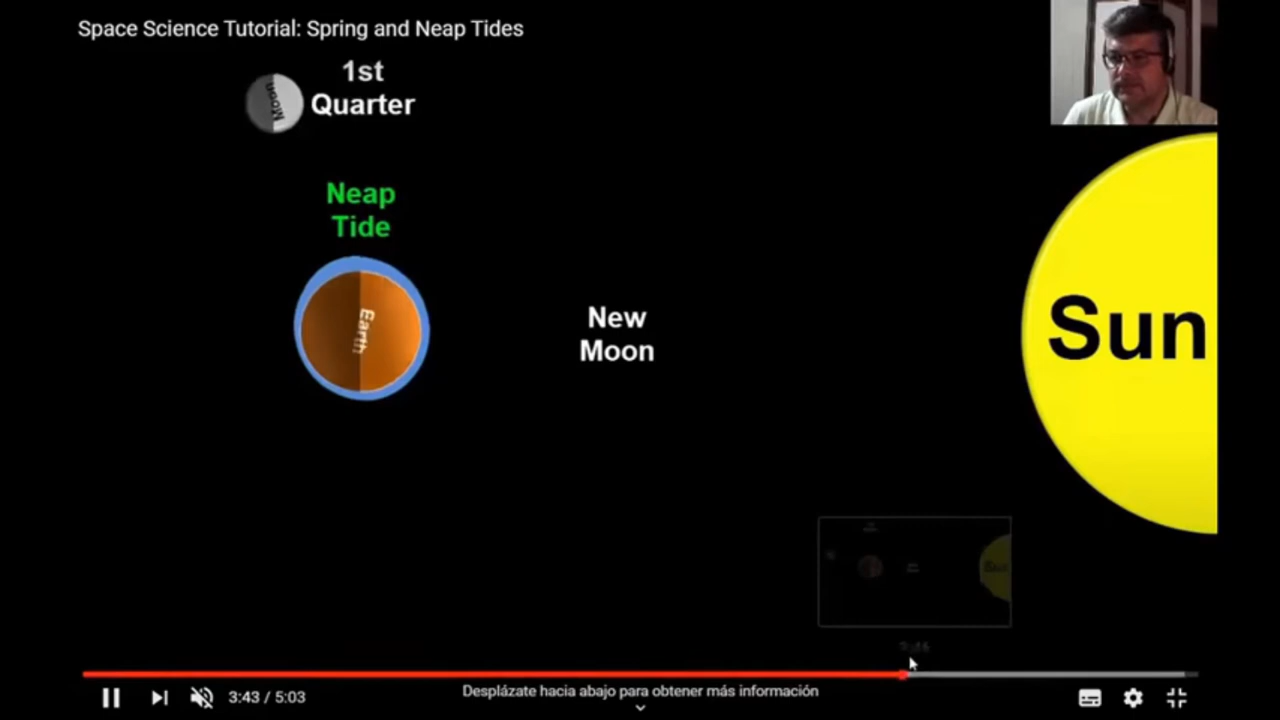 Space Science Tutorial: Spring and Neap Tides
1st
Quarter
Moon
Neap
Tide
Earth
New
Moon
Sun
Sun
3:43 / 5:03
Desplázate hacia abajo para obtener más información